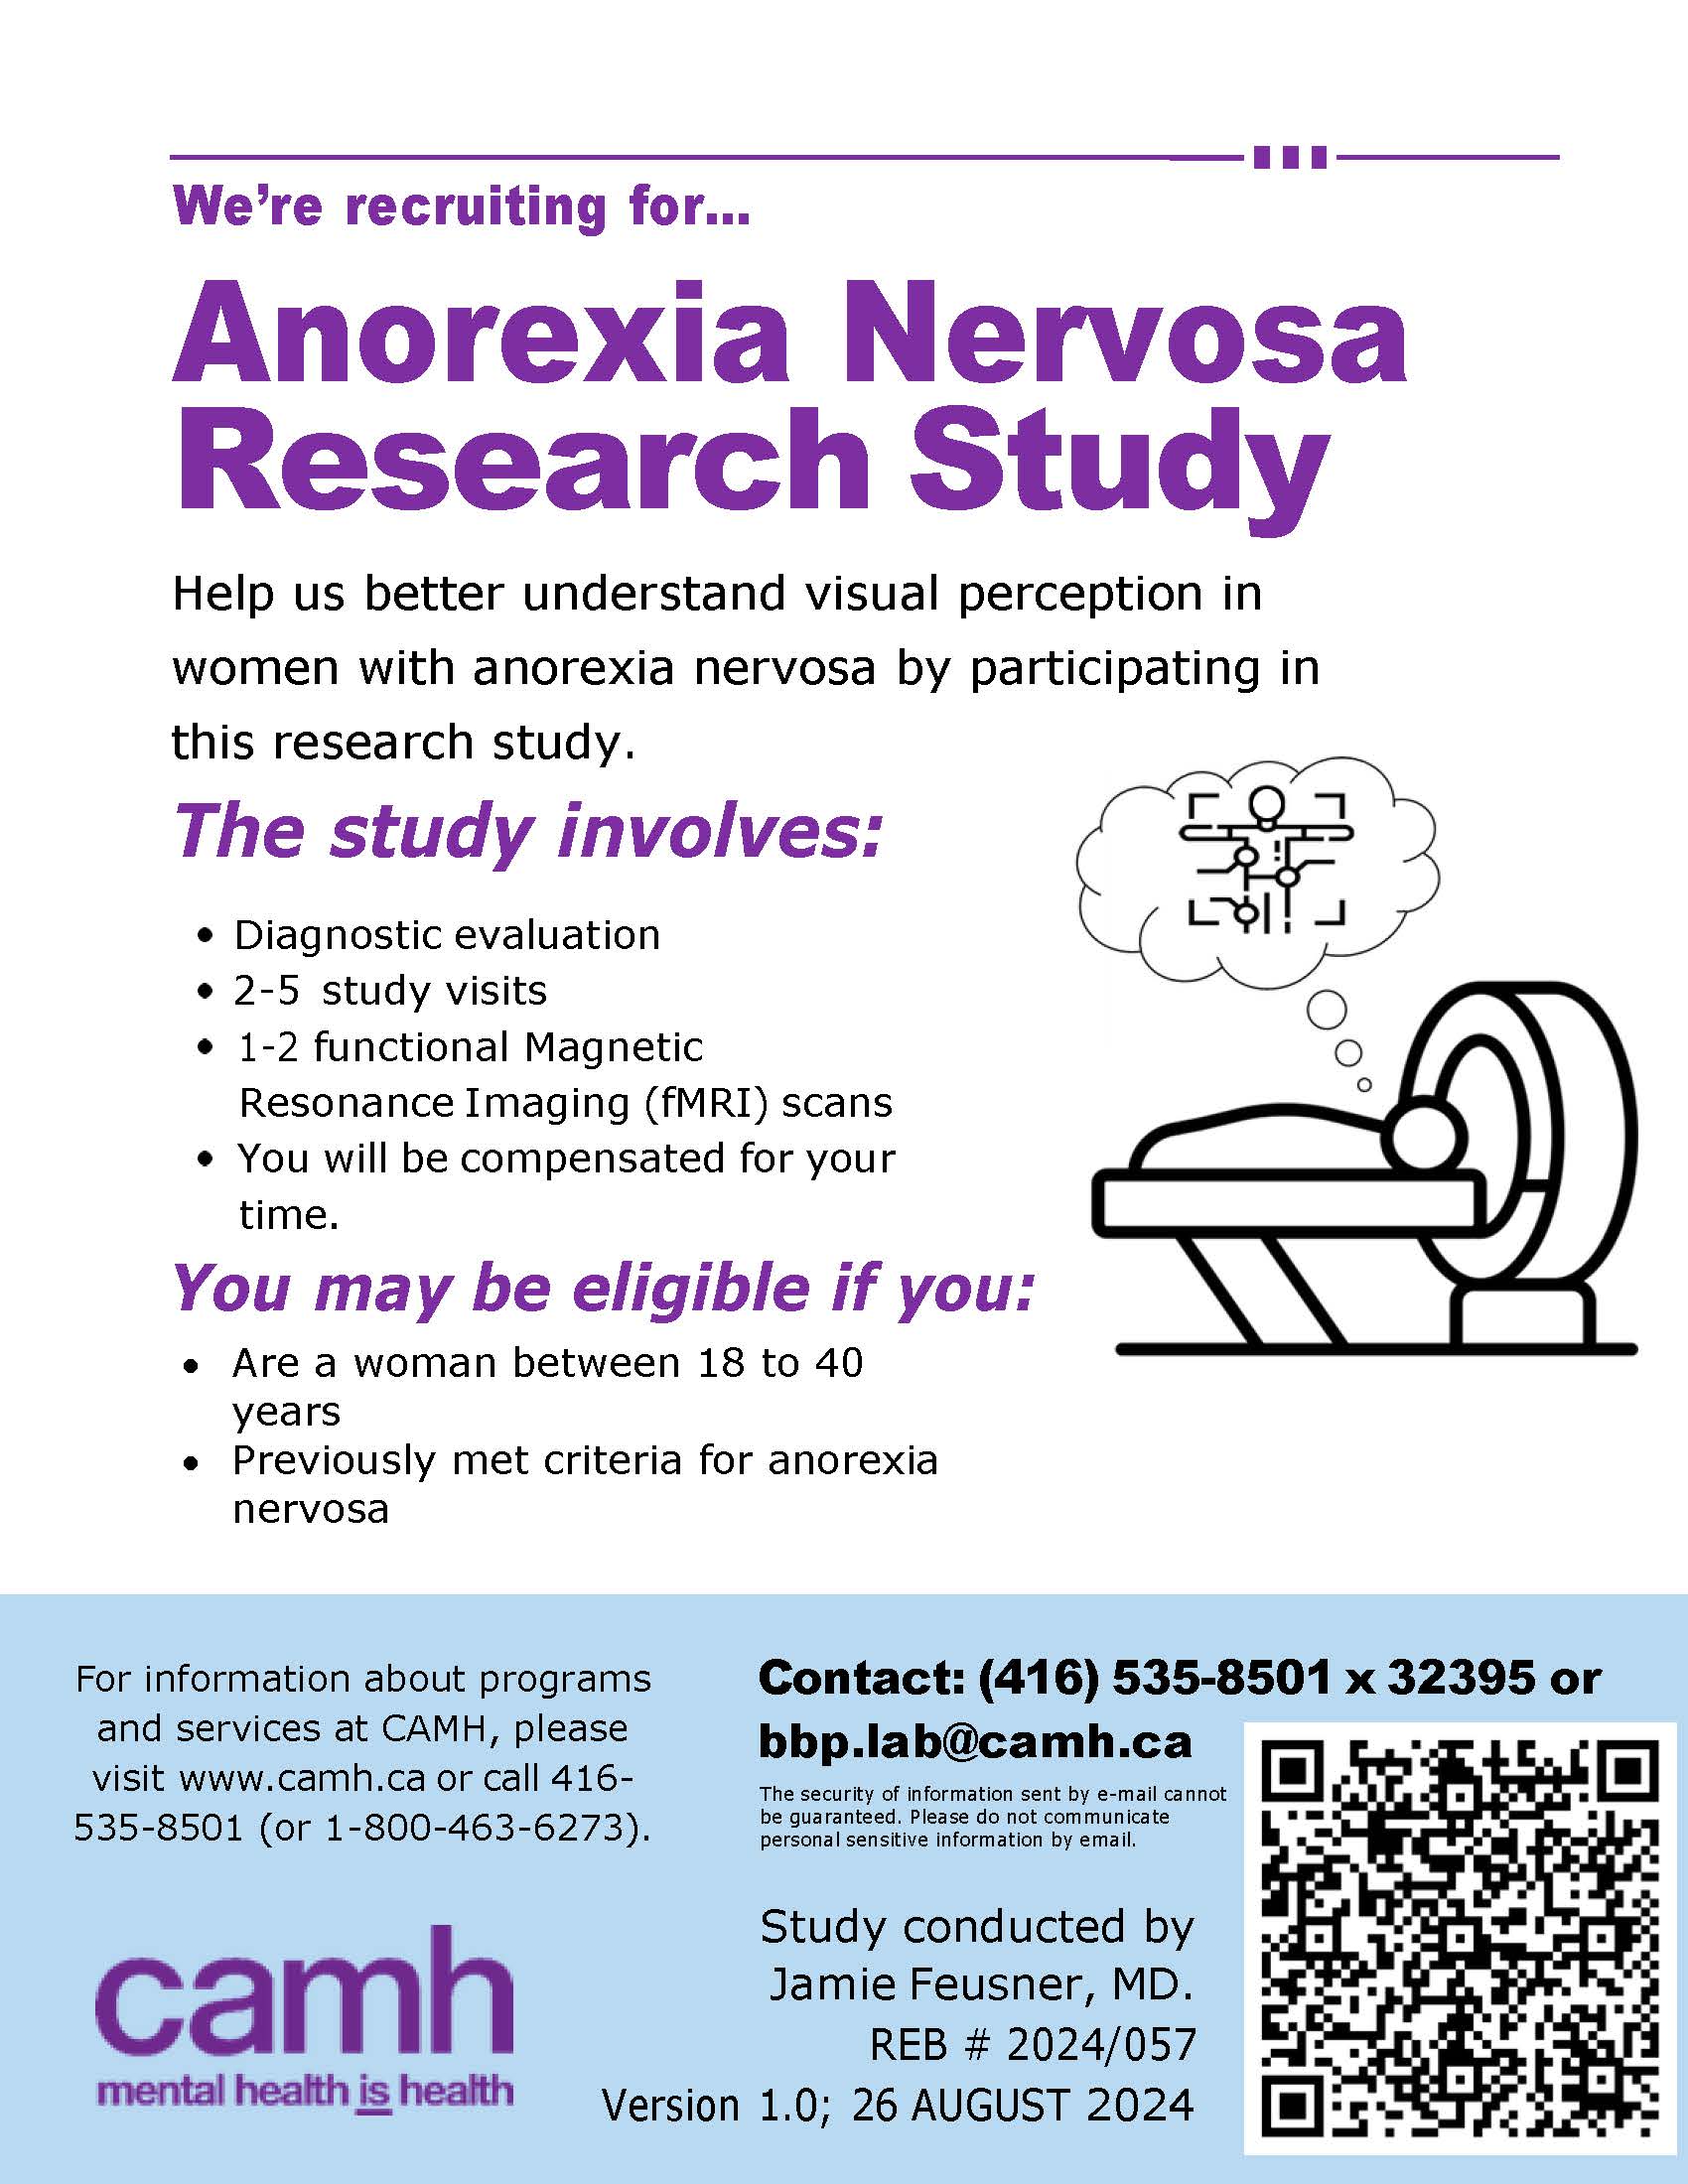 We're recruiting for...
Anorexia Nervosa
Research Study
Help us better understand visual perception in
women with anorexia nervosa by participating in
this research study.
The study involves:
• Diagnostic evaluation
• 2-5 study visits
• 1-2 functional Magnetic
Resonance Imaging (fMRI) scans
• You will be compensated for your
time.
You may be eligible if you:
• Are a woman between 18 to 40
years
• Previously met criteria for anorexia
nervosa
For information about programs
and services at CAMH, please
visit www.camh.ca or call 416-
535-8501 (or 1-800-463-6273).
camh
mental health is health
Contact: (416) 535-8501 x 32395 or
bbp.lab@camh.ca
The security of information sent by e-mail cannot
be guaranteed. Please do not communicate
personal sensitive information by email.
Study conducted by
Jamie Feusner, MD.
REB # 2024/057
Version 1.0; 26 AUGUST 2024